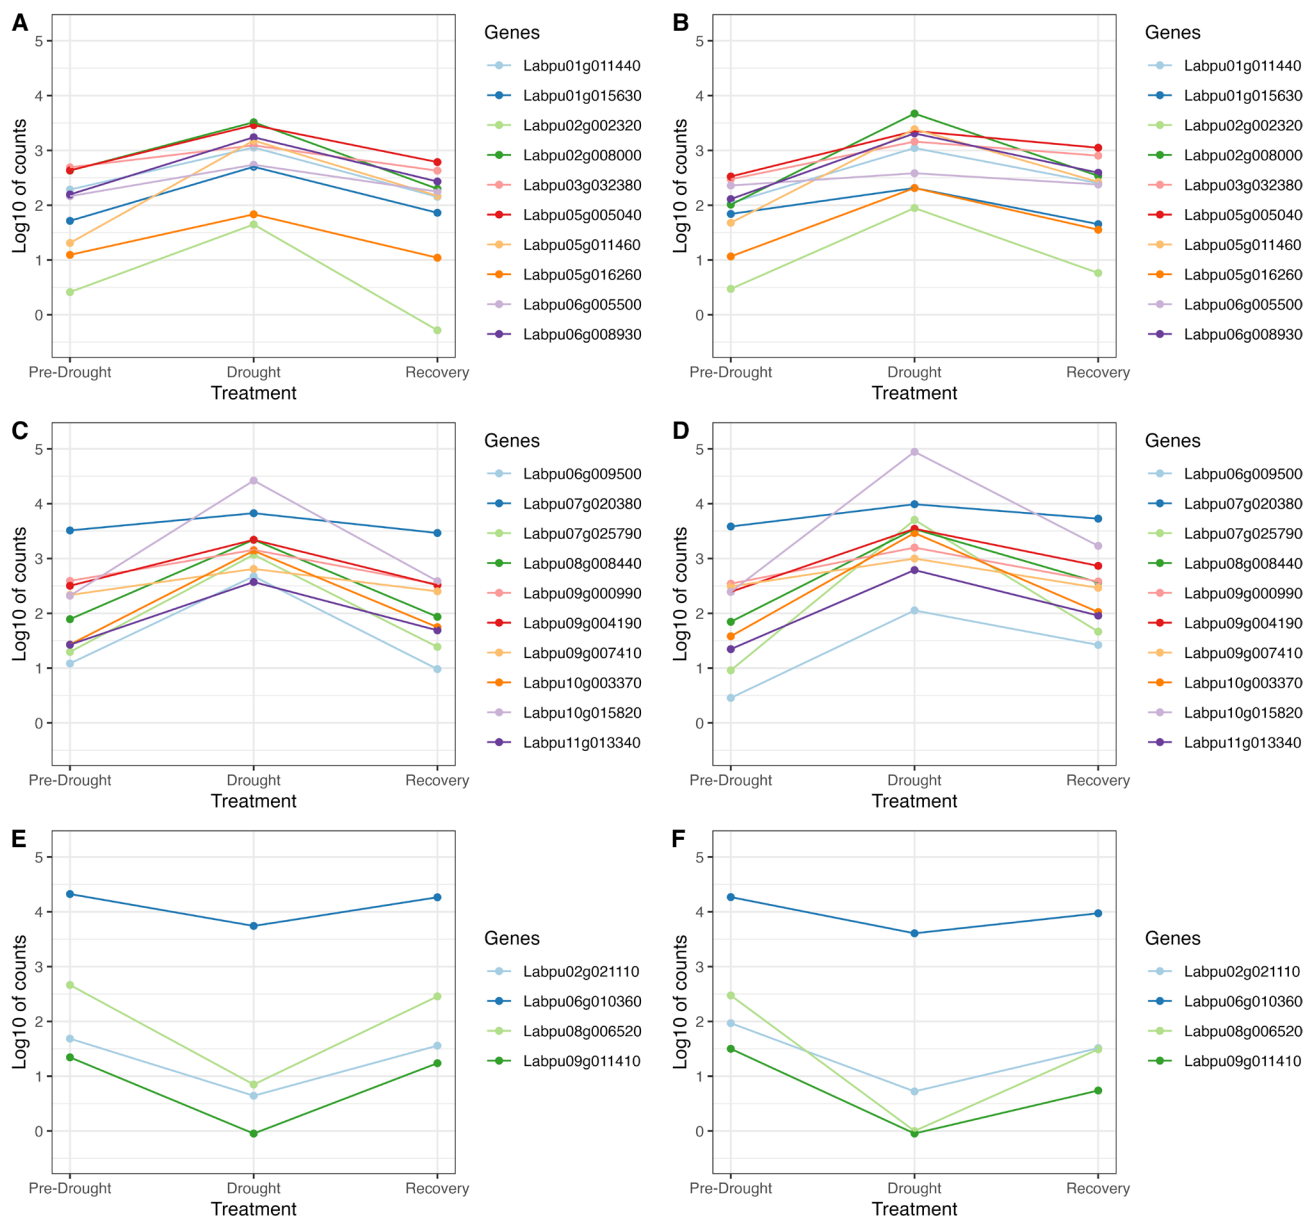 A
Log10 of counts
5
4
3
2
1
0
Pre-Drought Drought Recovery
Treatment
Genes
Labpu01g011440
Labpu01g015630
Labpu02g002320
Labpu02g008000
Labpu03g032380
Labpu05g005040
Labpu05g011460
Labpu05g016260
Labpu06g005500
Labpu06g008930
B
Log10 of counts
5
4
3
2
1
0
Pre-Drought Drought Recovery
Treatment
Genes
Labpu01g011440
Labpu01g015630
Labpu02g002320
Labpu02g008000
Labpu03g032380
Labpu05g005040
Labpu05g011460
Labpu05g016260
Labpu06g005500
Labpu06g008930
C
Log10 of counts
5
4
3
2
1
0
Pre-Drought Drought Recovery
Treatment
Genes
Labpu06g009500
Labpu07g020380
Labpu07g025790
Labpu08g008440
Labpu09g000990
Labpu09g004190
Labpu09g007410
Labpu10g003370
Labpu10g015820
Labpu11g013340
D
Log10 of counts
5
4
3
2
1
0
Pre-Drought Drought Recovery
Treatment
Genes
Labpu06g009500
Labpu07g020380
Labpu07g025790
Labpu08g008440
Labpu09g000990
Labpu09g004190
Labpu09g007410
Labpu10g003370
Labpu10g015820
Labpu11g013340
E
Log10 of counts
5
4
3
2
1
0
Pre-Drought Drought Recovery
Treatment
Genes
Labpu02g021110
Labpu06g010360
Labpu08g006520
Labpu09g011410
F
Log10 of counts
5
4
3
2
1
0
Pre-Drought Drought Recovery
Treatment
Genes
Labpu02g021110
Labpu06g010360
Labpu08g006520
Labpu09g011410